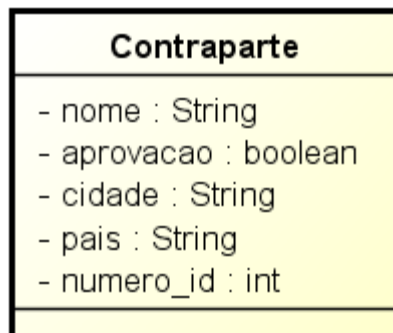 Contraparte
- nome : String
- aprovacao : boolean
- cidade : String
- pais : String
- numero_id : int